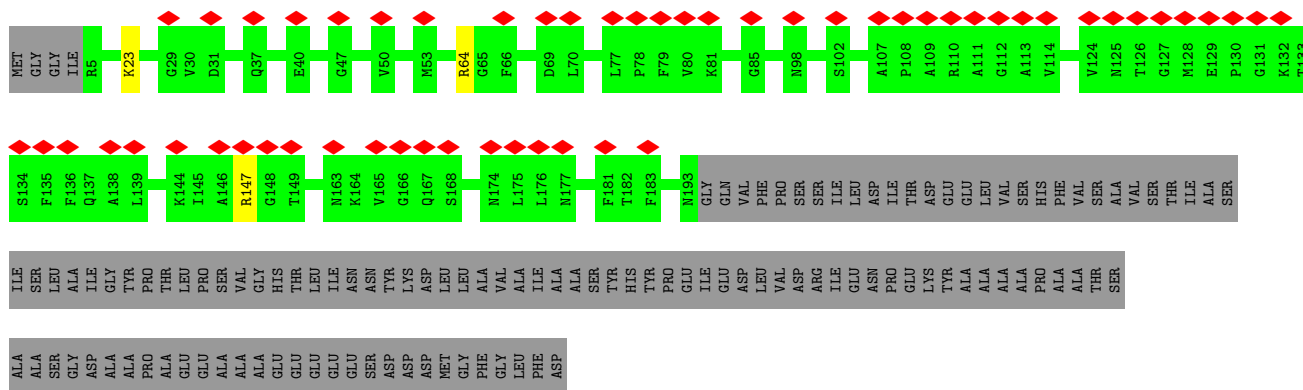 MET GLY GLY ILE R5 K23 G29 V30 D31 Q37 E40 G47 V50 M53 R64 G65 F66 D69 L70 L77 P78 F79 V80 K81 G85 N98 S102 A107 P108 A109 R110 A111 G112 A113 V114 V124 N125 T126 G127 M128 E129 P130 G131 K132 T133
S134 F135 F136 Q137 A138 L139 K144 I145 A146 R147 G148 T149 N163 K164 V165 G166 Q167 S168 N174 L175 L176 N177 F181 T182 F183 N193 GLY GLN VAL PHE PRO SER SER ILE LEU ASP ILE THR ASP GLU GLU LEU VAL SER HIS PHE VAL SER ALA VAL SER THR ILE ALA SER
ILE SER LEU ALA ILE GLY TYR PRO THR LEU PRO SER VAL GLY HIS THR LEU ILE ASN ASN TYR LYS ASP LEU LEU ALA VAL ALA ILE ALA ALA SER TYR HIS TYR PRO GLU ILE GLU ASP LEU VAL ASP ARG ILE GLU ASN PRO GLU LYS TYR ALA ALA ALA ALA PRO ALA ALA THR SER
ALA ALA SER GLY ASP ALA ALA PRO ALA GLU GLU ALA ALA ALA GLU GLU GLU GLU GLU SER ASP ASP ASP MET GLY PHE GLY LEU PHE ASP